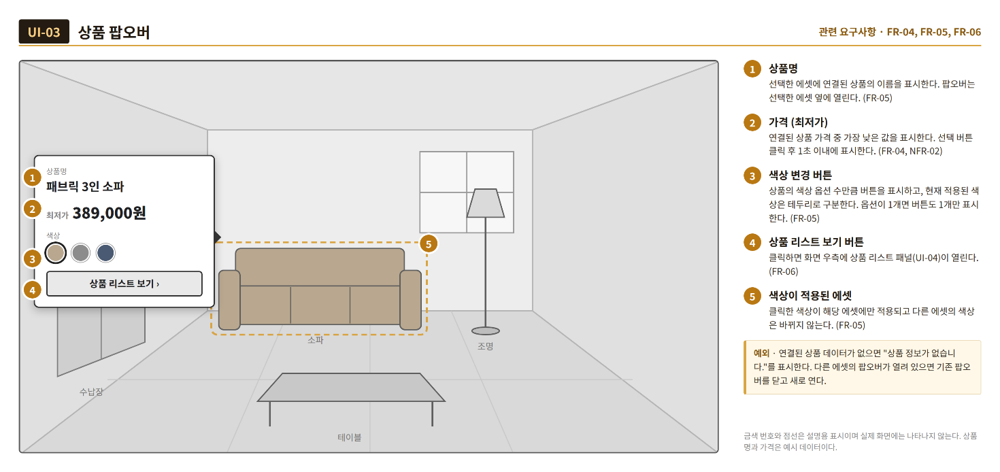 UI-03 상품 팝오버
관련 요구사항 · FR-04, FR-05, FR-06
1
상품명
패브릭 3인 소파
2
최저가 389,000원
색상
3
4
상품 리스트 보기 ›
5
소파
조명
수납장
테이블
1 상품명
선택한 에셋에 연결된 상품의 이름을 표시한다. 팝오버는
선택한 에셋 옆에 열린다. (FR-05)
2 가격 (최저가)
연결된 상품 가격 중 가장 낮은 값을 표시한다. 선택 버튼
클릭 후 1초 이내에 표시한다. (FR-04, NFR-02)
3 색상 변경 버튼
상품의 색상 옵션 수만큼 버튼을 표시하고, 현재 적용된 색
상은 테두리로 구분한다. 옵션이 1개면 버튼도 1개만 표시
한다. (FR-05)
4 상품 리스트 보기 버튼
클릭하면 화면 우측에 상품 리스트 패널(UI-04)이 열린다.
(FR-06)
5 색상이 적용된 에셋
클릭한 색상이 해당 에셋에만 적용되고 다른 에셋의 색상
은 바뀌지 않는다. (FR-05)
예외 · 연결된 상품 데이터가 없으면 "상품 정보가 없습니
다."를 표시한다. 다른 에셋의 팝오버가 열려 있으면 기존 팝오
버를 닫고 새로 연다.
금색 번호와 점선은 설명용 표시이며 실제 화면에는 나타나지 않는다. 상품
명과 가격은 예시 데이터이다.